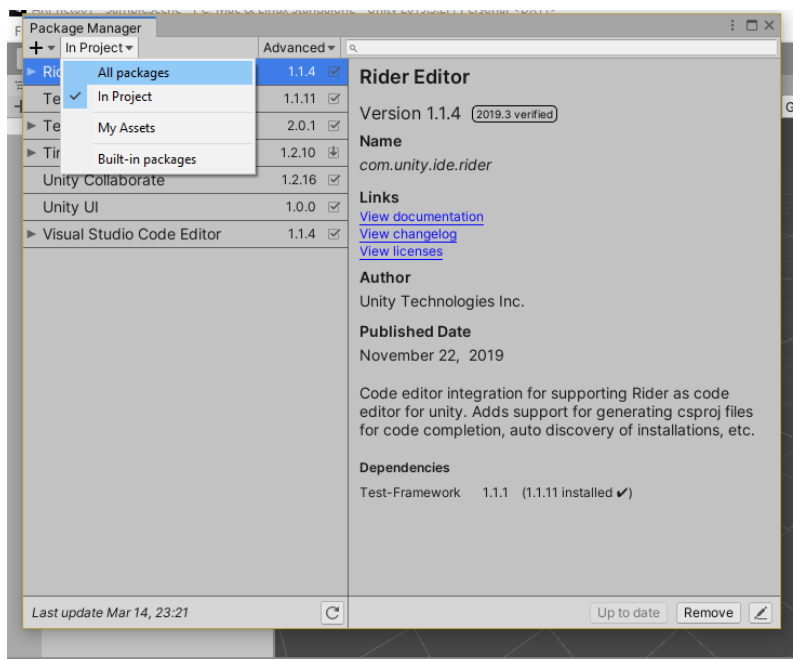 Package Manager
In Project
Advanced
Rid
1.1.4
All packages
Te
In Project
1.1.11
Te
My Assets
2.0.1
Tir
Built-in packages
1.2.10
Unity Collaborate
1.2.16
Unity UI
1.0.0
Visual Studio Code Editor
1.1.4
Last update Mar 14, 23:21
Rider Editor
Version 1.1.4 2019.3 verified
Name
com.unity.ide.rider
Links
View documentation
View changelog
View licenses
Author
Unity Technologies Inc.
Published Date
November 22, 2019
Code editor integration for supporting Rider as code
editor for unity. Adds support for generating csproj files
for code completion, auto discovery of installations, etc.
Dependencies
Test-Framework 1.1.1 (1.1.11 installed ✔)
Up to date
Remove